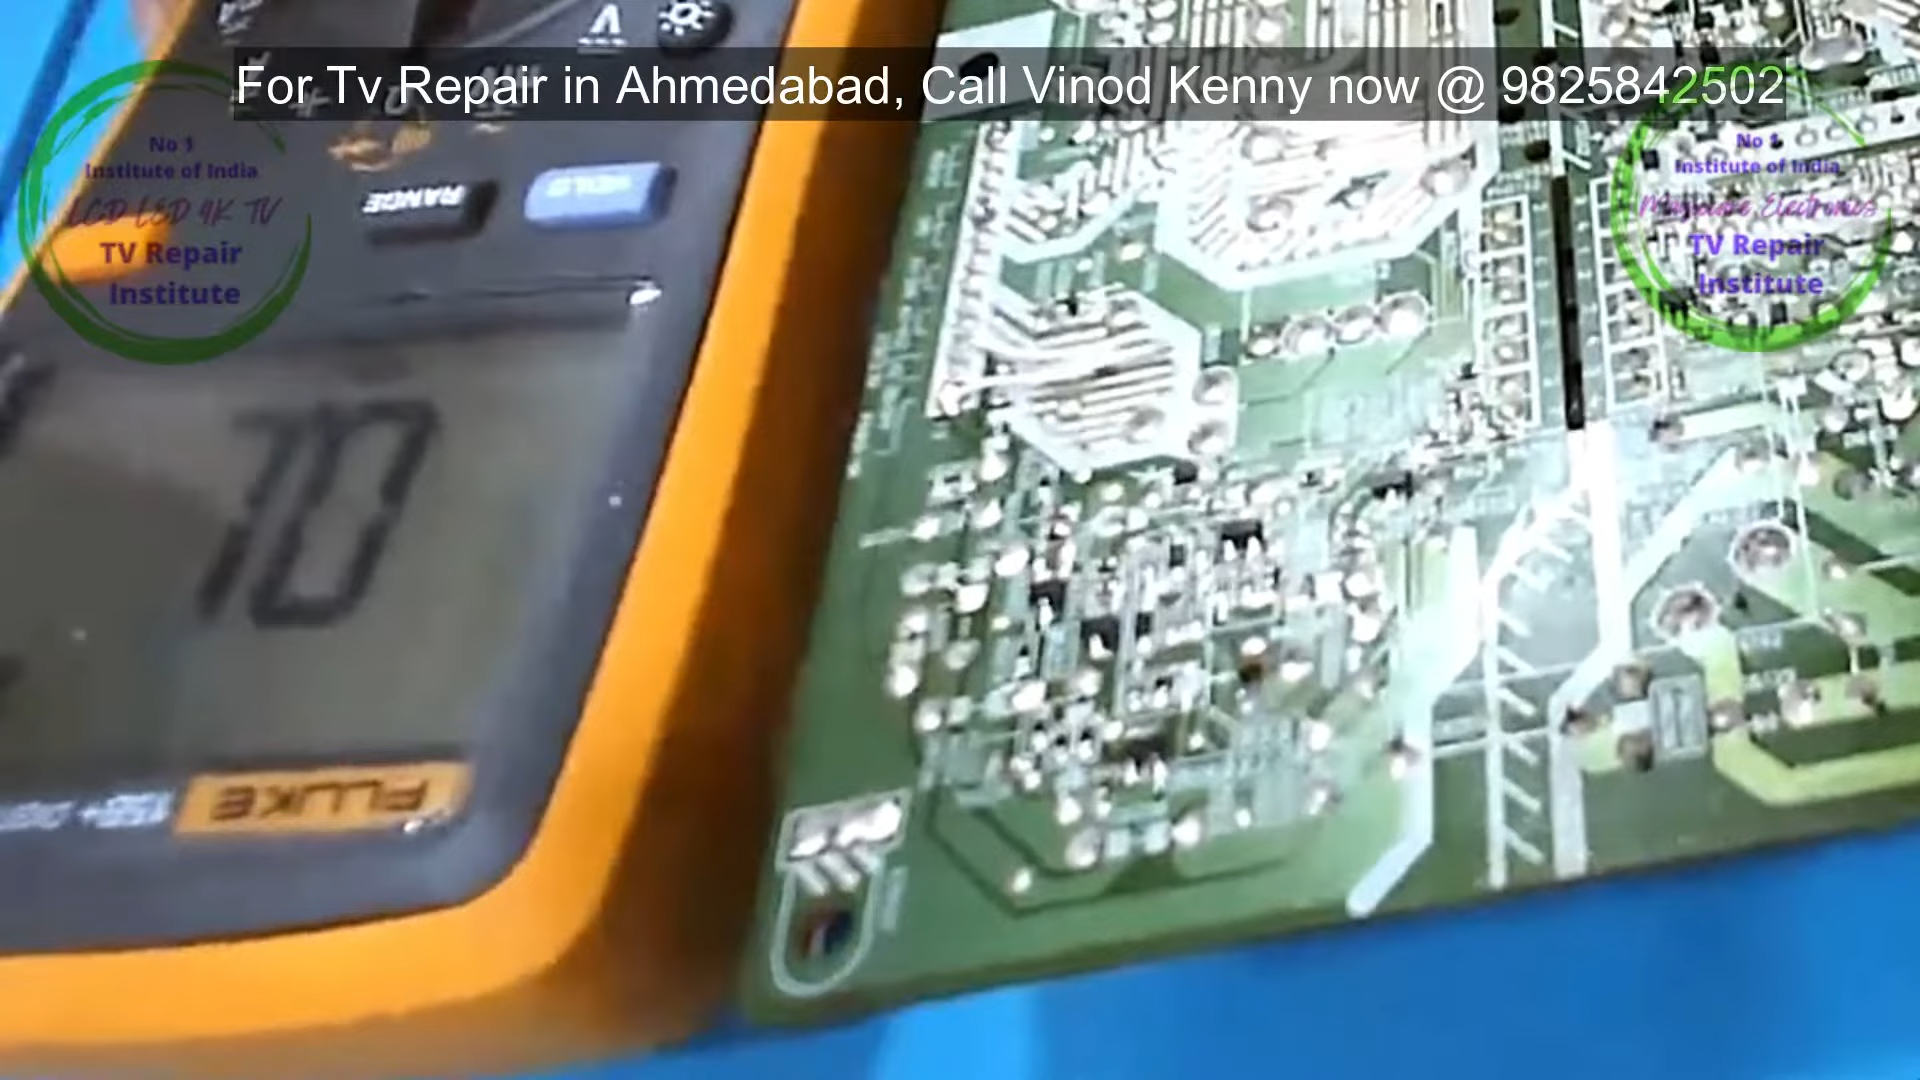 For Tv Repair in Ahmedabad, Call Vinod Kenny now @ 9825842502
No 1
Institute of India
LCD LED 4K TV
TV Repair
Institute
No 1
Institute of India
TV Repair
Institute
RANGE
HOLD
FLUKE